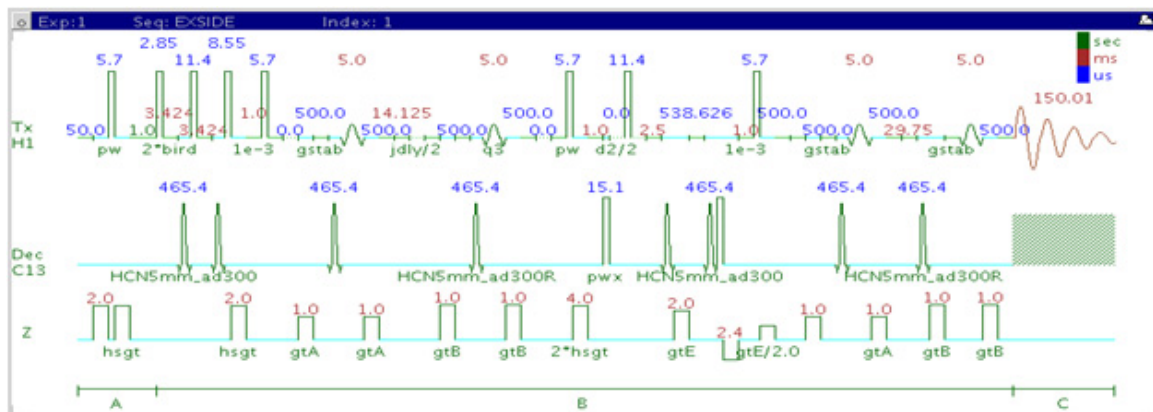 Exp:1 Seq: EXSIDE Index: 1
2.85 8.55
sec
5.7 11.4 5.7 5.0 5.0 5.7 11.4 5.7 5.0 5.0
ms
us
150.01
3.424 1.0 500.0 14.125 500.0 0.0 538.626 500.0 500.0
Tx
H1
50.0 1.0 3.424 0.0 500.0 500.0 0.0 1.0 2.5 1.0 500.0 29.75 500.0
pw 2*bird 1e-3 gstab jdly/2 q3 pw d2/2 1e-3 gstab gstab
465.4 465.4 465.4 15.1 465.4 465.4 465.4
Dec
C13
HCN5mm_ad300 HCN5mm_ad300R pwx HCN5mm_ad300 HCN5mm_ad300R
2.0 2.0 1.0 1.0 1.0 1.0 4.0 2.0 1.0 1.0 1.0 1.0
Z
2.4
hsgt hsgt gtA gtA gtB gtB 2*hsgt gtE gtE/2.0 gtA gtB gtB
A B C